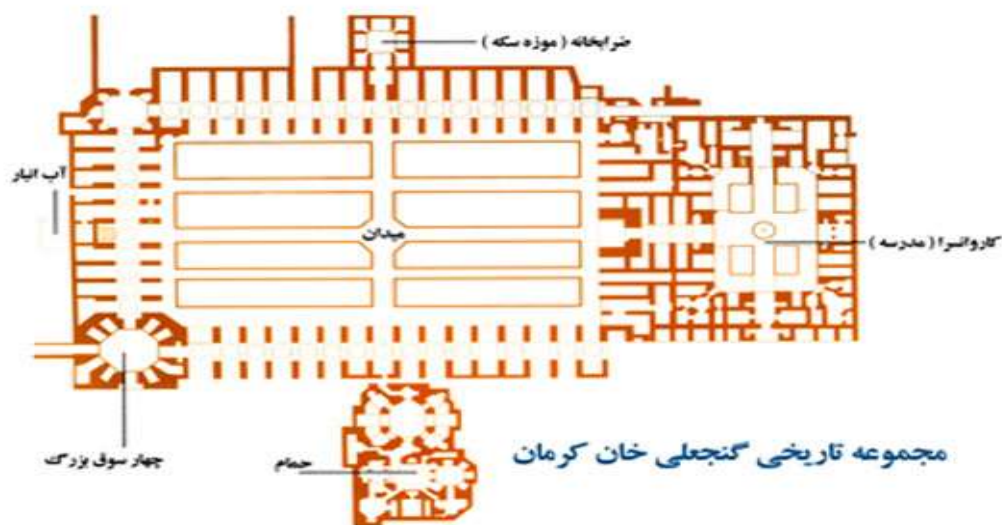 ضرابخانه ( موزه سکه )
آب انبار
میدان
کاروانسرا ( مدرسه )
چهار سوق بزرگ
حمام
مجموعه تاریخی گنجعلی خان کرمان